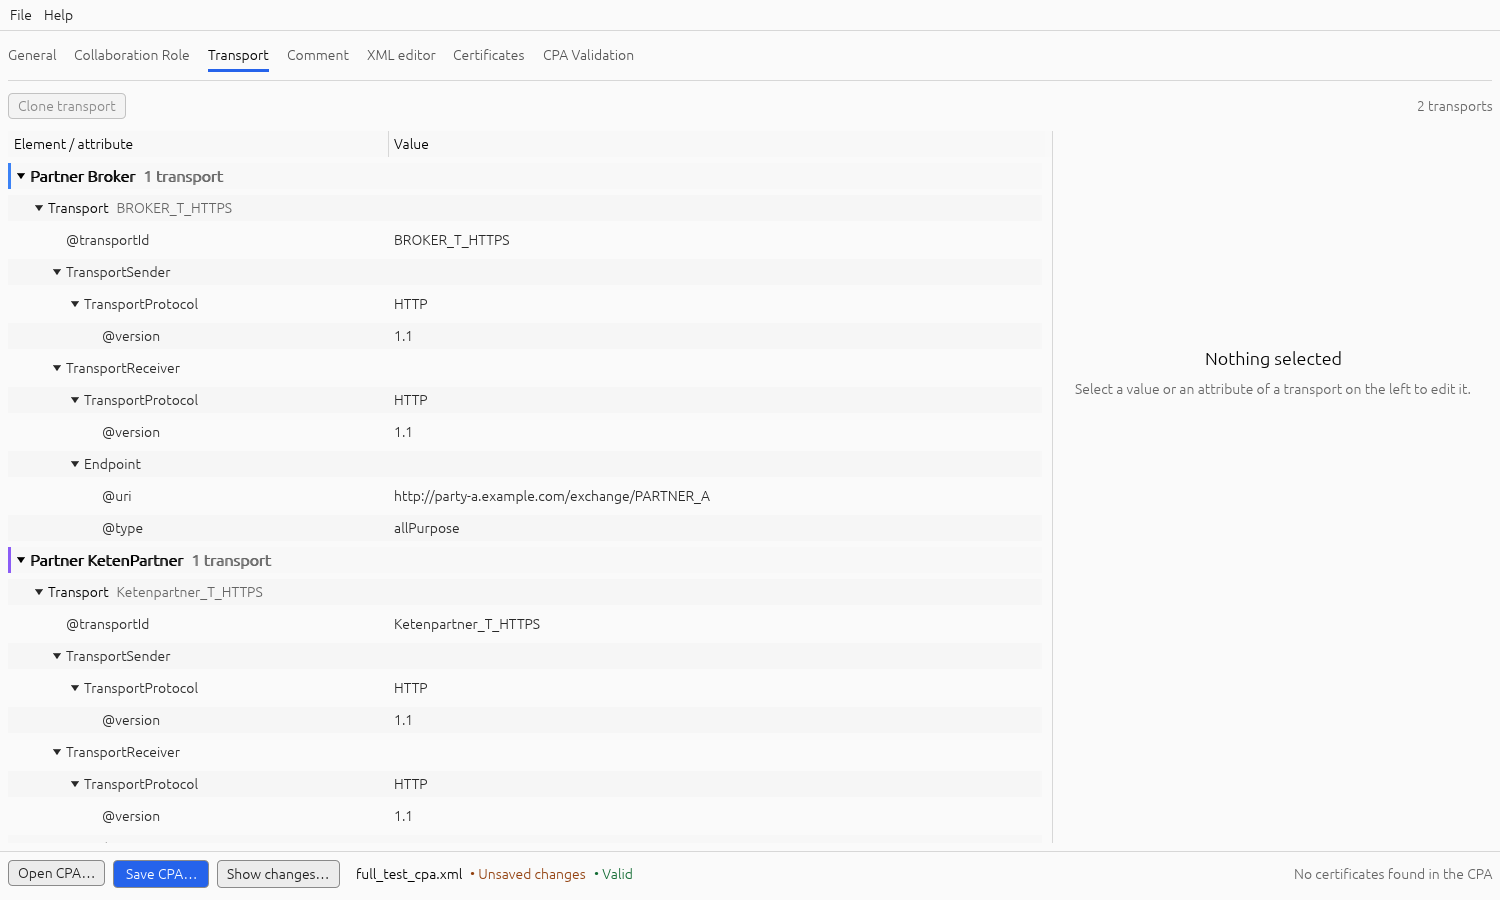 File Help
General Collaboration Role Transport Comment XML editor Certificates CPA Validation
Clone transport 2 transports
Element / attribute Value
Partner Broker 1 transport
Transport BROKER_T_HTTPS
@transportId BROKER_T_HTTPS
TransportSender
TransportProtocol HTTP
@version 1.1
TransportReceiver
TransportProtocol HTTP
@version 1.1
Endpoint
@uri http://party-a.example.com/exchange/PARTNER_A
@type allPurpose
Partner KetenPartner 1 transport
Transport Ketenpartner_T_HTTPS
@transportId Ketenpartner_T_HTTPS
TransportSender
TransportProtocol HTTP
@version 1.1
TransportReceiver
TransportProtocol HTTP
@version 1.1
Nothing selected
Select a value or an attribute of a transport on the left to edit it.
Open CPA... Save CPA... Show changes... full_test_cpa.xml • Unsaved changes • Valid No certificates found in the CPA